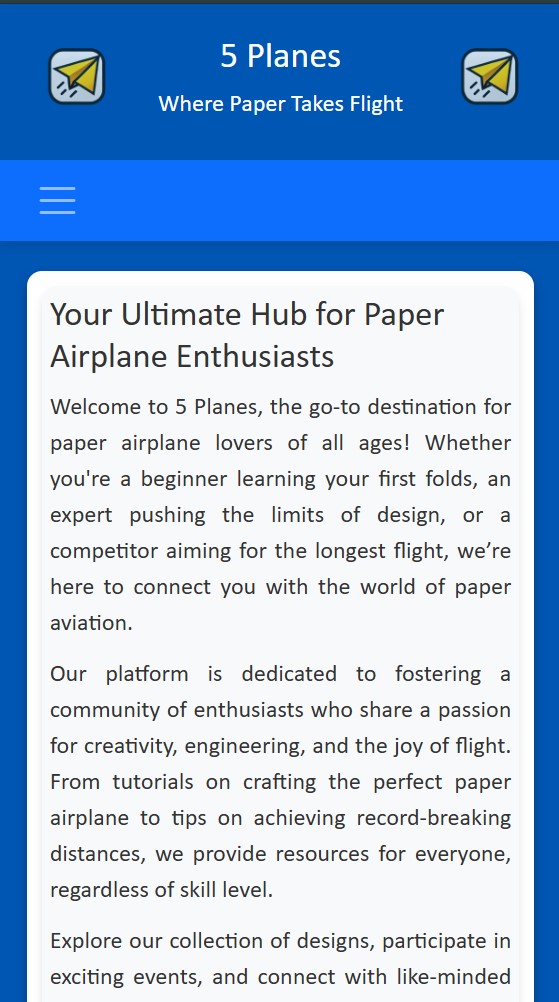 5 Planes
Where Paper Takes Flight
Your Ultimate Hub for Paper
Airplane Enthusiasts
Welcome to 5 Planes, the go-to destination for
paper airplane lovers of all ages! Whether
you're a beginner learning your first folds, an
expert pushing the limits of design, or a
competitor aiming for the longest flight, we’re
here to connect you with the world of paper
aviation.
Our platform is dedicated to fostering a
community of enthusiasts who share a passion
for creativity, engineering, and the joy of flight.
From tutorials on crafting the perfect paper
airplane to tips on achieving record-breaking
distances, we provide resources for everyone,
regardless of skill level.
Explore our collection of designs, participate in
exciting events, and connect with like-minded